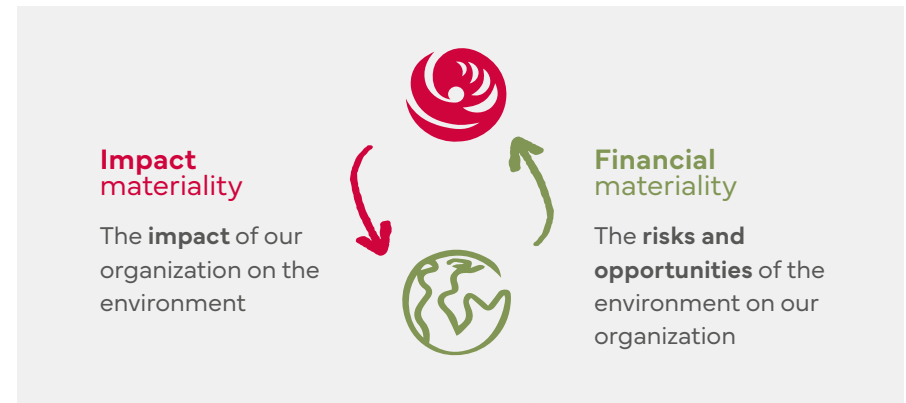 Impact
materiality
The impact of our
organization on the
environment
Financial
materiality
The risks and
opportunities of the
environment on our
organization